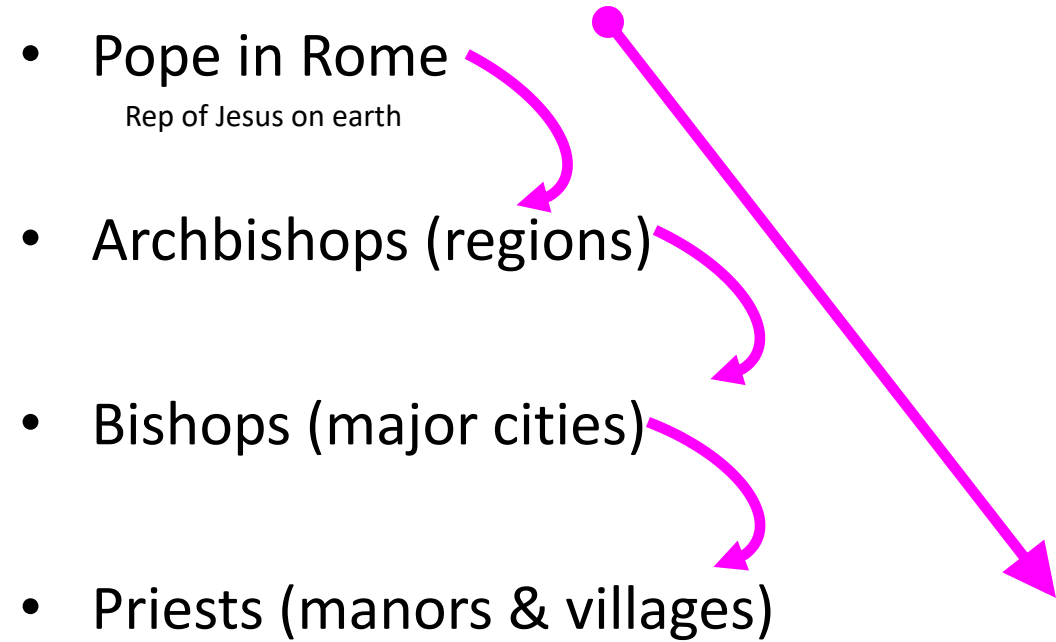 • Pope in Rome
Rep of Jesus on earth
• Archbishops (regions)
• Bishops (major cities)
• Priests (manors & villages)